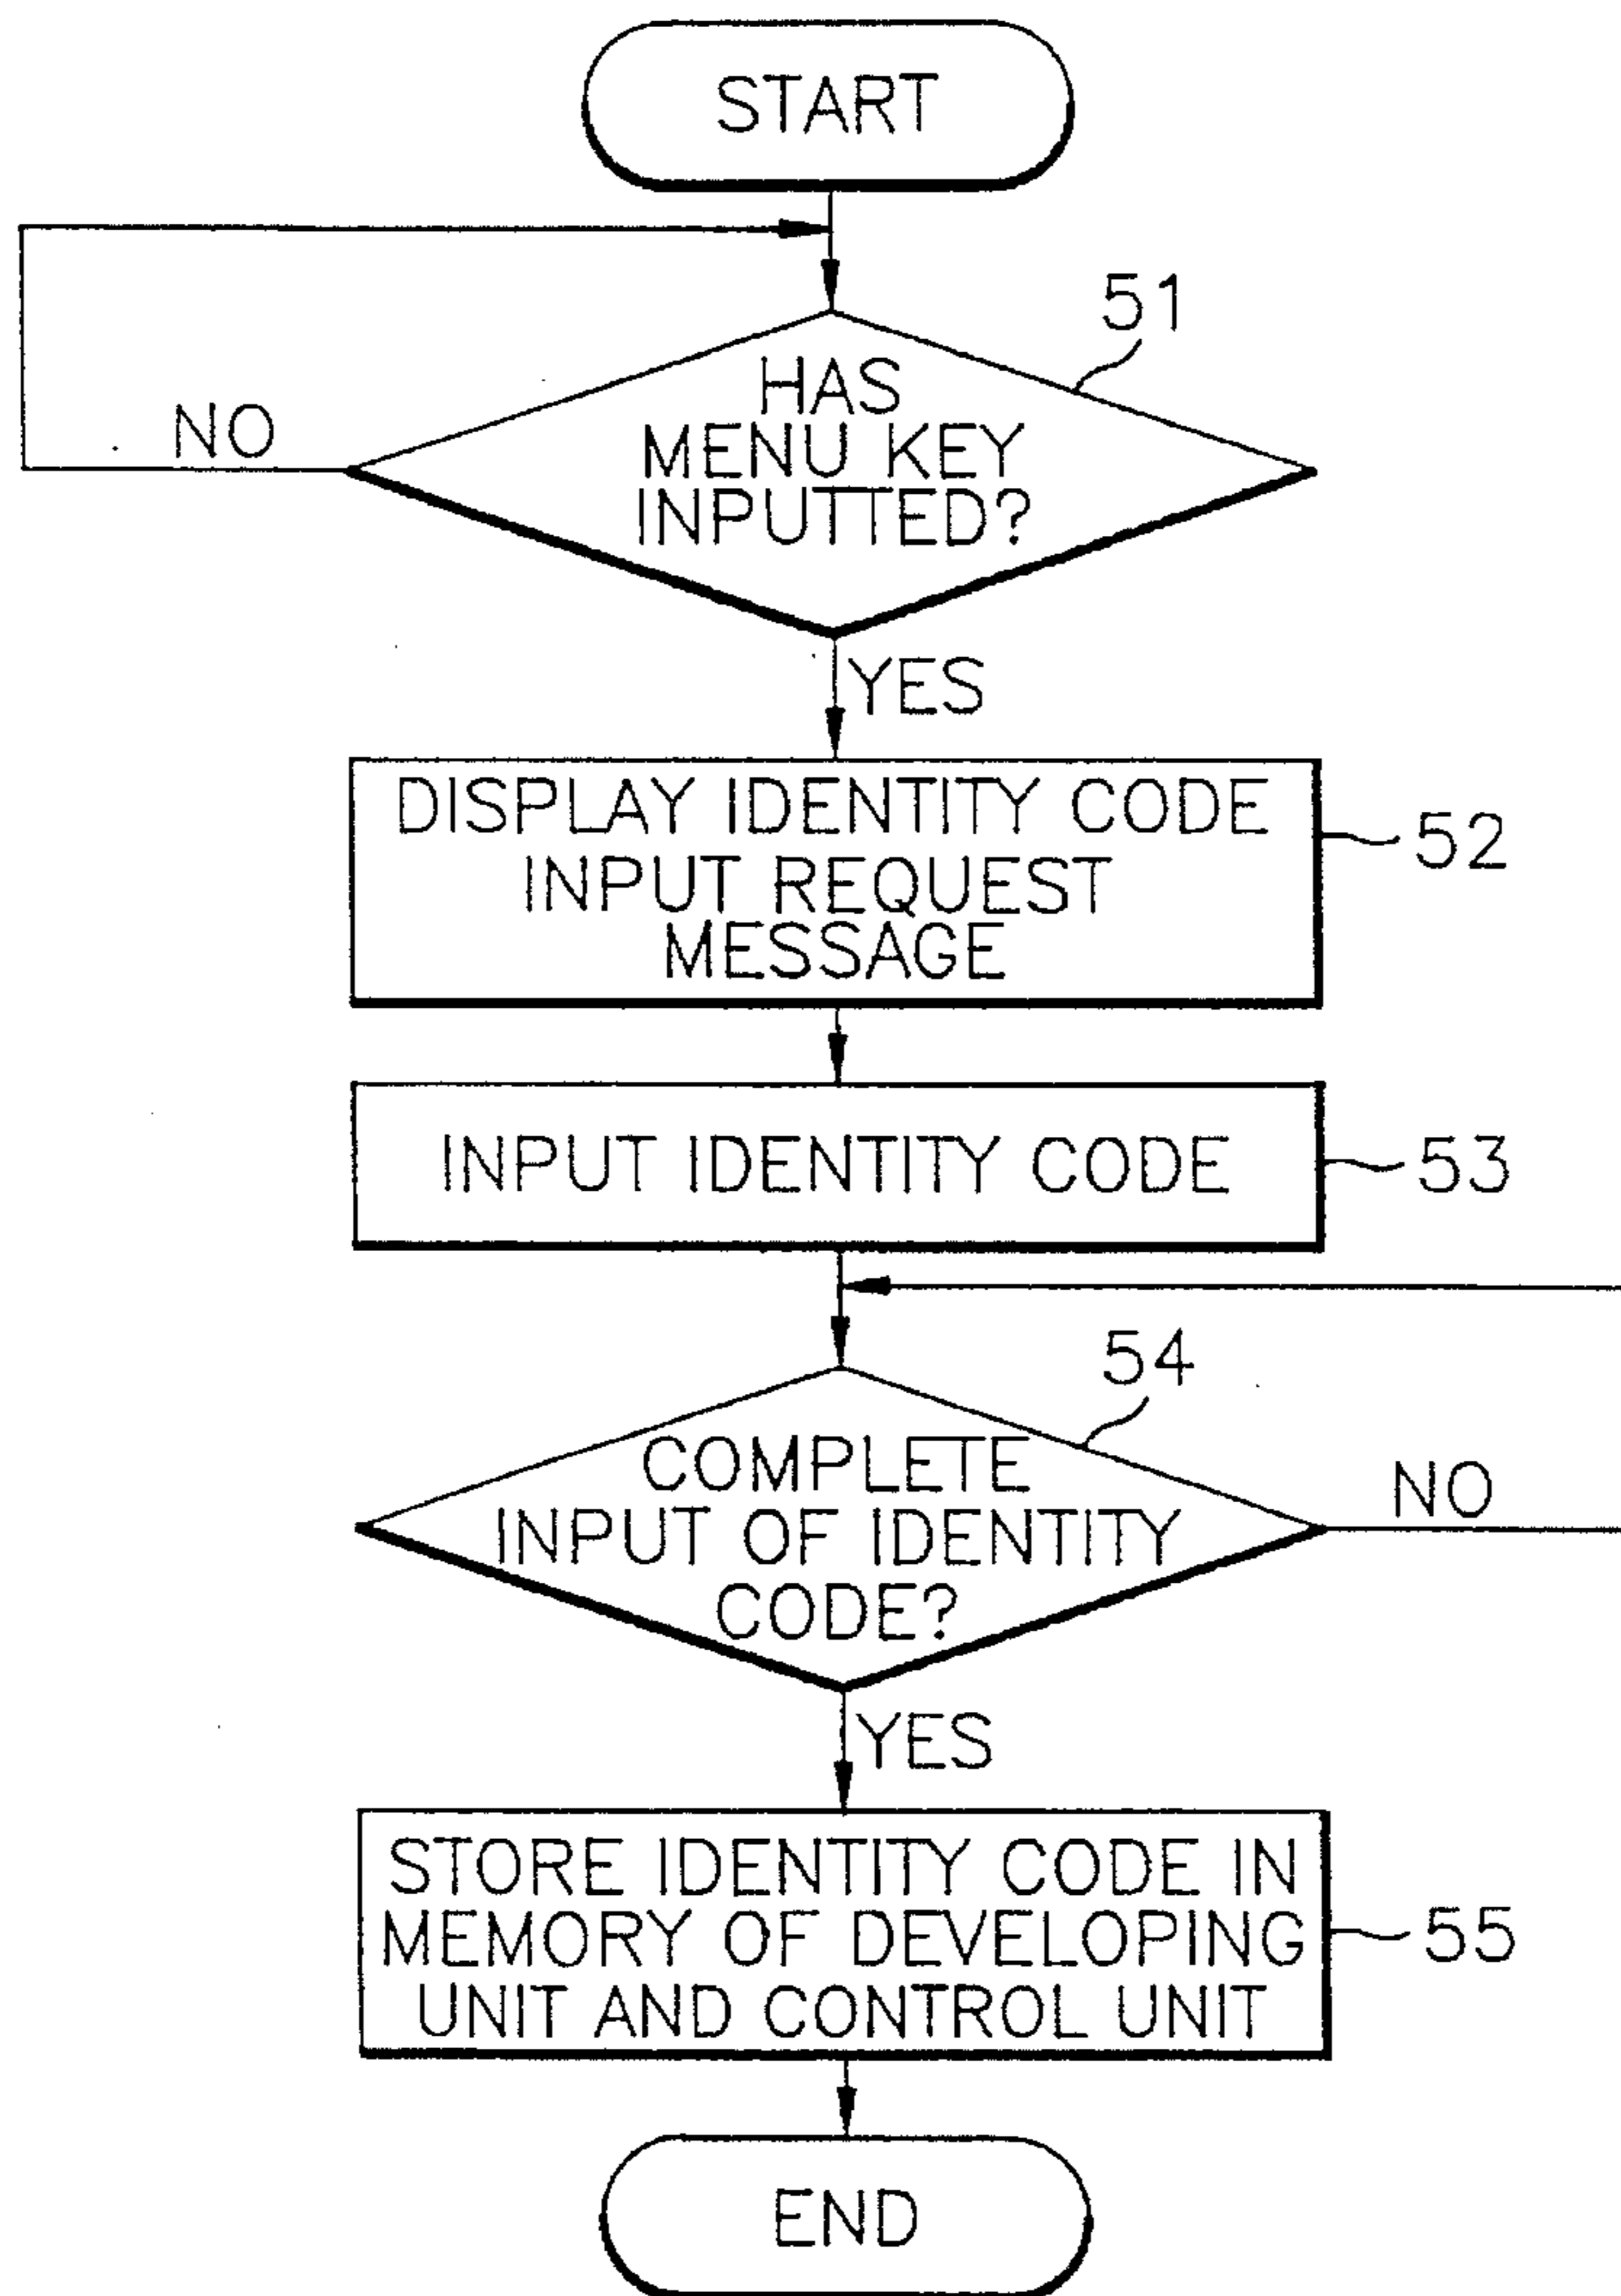 START
51
HAS
MENU KEY
INPUTTED?
NO
YES
DISPLAY IDENTITY CODE
INPUT REQUEST
MESSAGE
52
INPUT IDENTITY CODE
53
54
COMPLETE
INPUT OF IDENTITY
CODE?
NO
YES
STORE IDENTITY CODE IN
MEMORY OF DEVELOPING
UNIT AND CONTROL UNIT
55
END